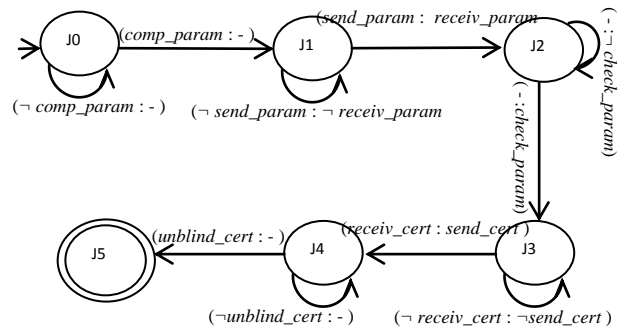 (send_param : receiv_param
(comp_param : - )
J0
J1
J2
(¬ comp_param : - )
(¬ send_param : ¬ receiv_param
( - :¬ check_param)
( - :check_param)
(unblind_cert : - )
(receiv_cert : send_cert )
J5
J4
J3
(¬unblind_cert : - )
(¬ receiv_cert : ¬send_cert )